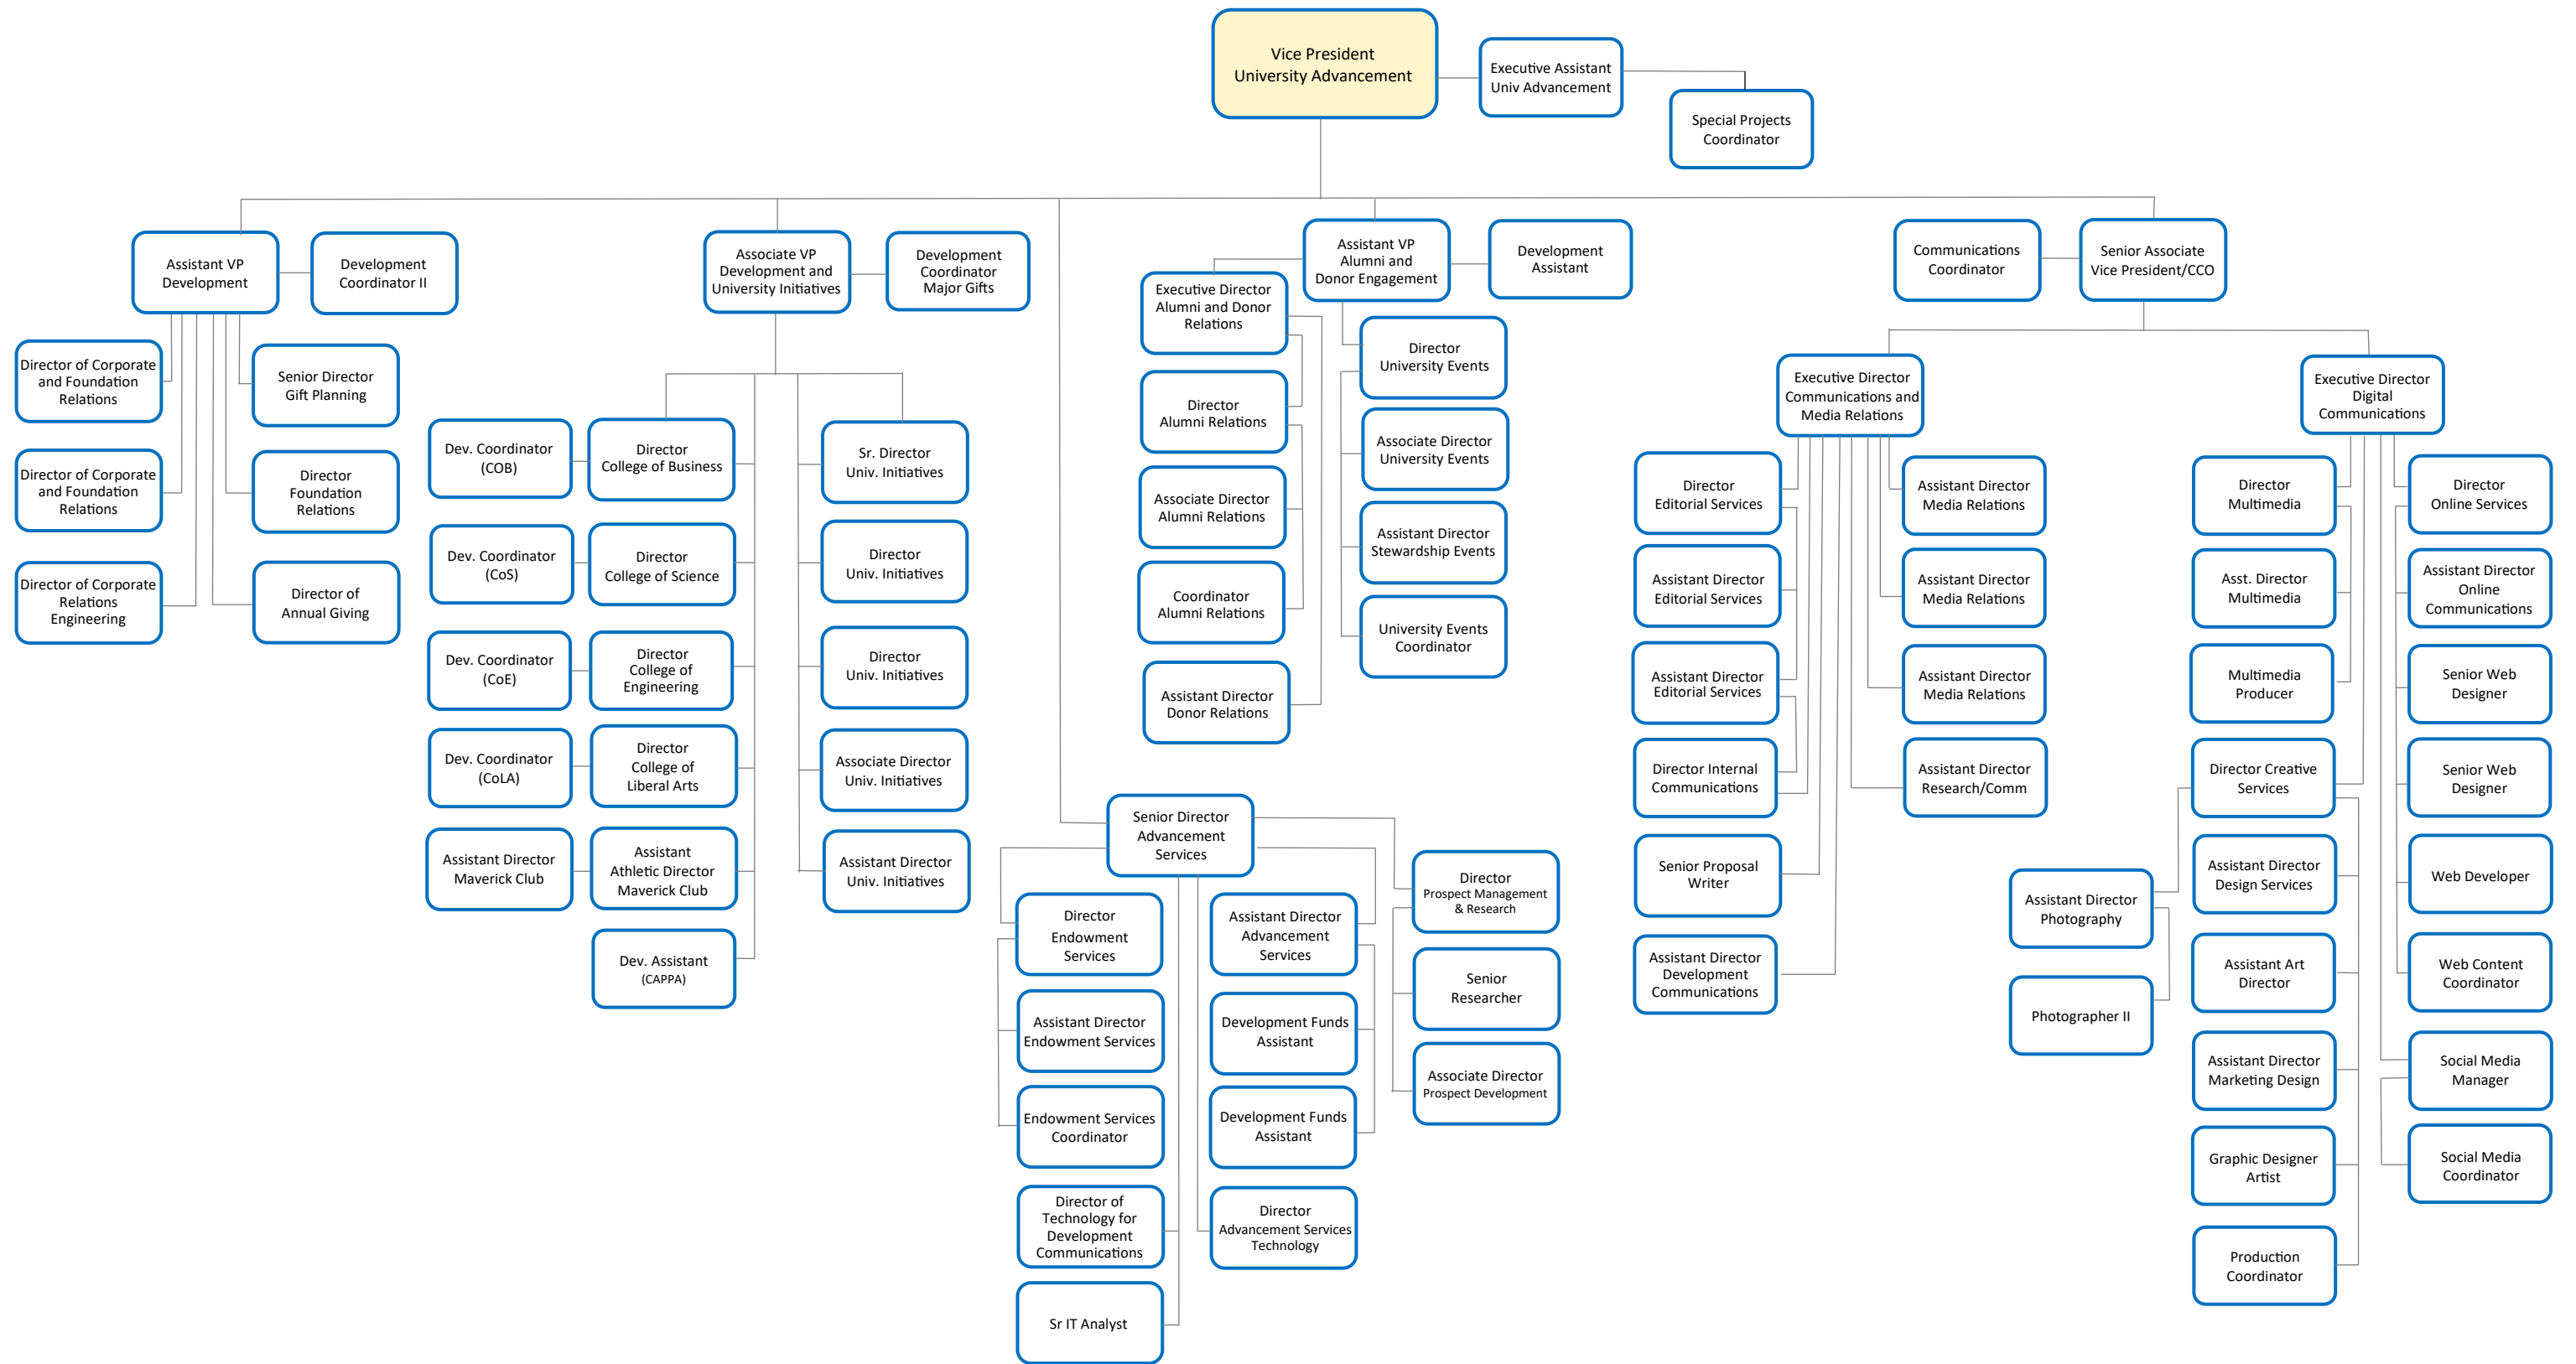 Vice President
University Advancement
Executive Assistant
Univ Advancement
Special Projects
Coordinator
Assistant VP
Development
Development
Coordinator II
Director of Corporate
and Foundation
Relations
Senior Director
Gift Planning
Director of Corporate
and Foundation
Relations
Director
Foundation
Relations
Director of Corporate
Relations
Engineering
Director of
Annual Giving
Associate VP
Development and
University Initiatives
Development
Coordinator
Major Gifts
Dev. Coordinator
(COB)
Director
College of Business
Sr. Director
Univ. Initiatives
Dev. Coordinator
(CoS)
Director
College of Science
Director
Univ. Initiatives
Dev. Coordinator
(CoE)
Director
College of
Engineering
Director
Univ. Initiatives
Dev. Coordinator
(CoLA)
Director
College of
Liberal Arts
Associate Director
Univ. Initiatives
Assistant Director
Maverick Club
Assistant
Athletic Director
Maverick Club
Assistant Director
Univ. Initiatives
Dev. Assistant
(CAPPA)
Assistant VP
Alumni and
Donor Engagement
Development
Assistant
Executive Director
Alumni and Donor
Relations
Director
Alumni Relations
Associate Director
Alumni Relations
Coordinator
Alumni Relations
Assistant Director
Donor Relations
Director
University Events
Associate Director
University Events
Assistant Director
Stewardship Events
University Events
Coordinator
Senior Director
Advancement
Services
Director
Endowment
Services
Assistant Director
Endowment Services
Endowment Services
Coordinator
Director of
Technology for
Development
Communications
Sr IT Analyst
Assistant Director
Advancement
Services
Development Funds
Assistant
Development Funds
Assistant
Director
Advancement Services
Technology
Director
Prospect Management
& Research
Senior
Researcher
Associate Director
Prospect Development
Communications
Coordinator
Senior Associate
Vice President/CCO
Executive Director
Communications and
Media Relations
Director
Editorial Services
Assistant Director
Editorial Services
Assistant Director
Editorial Services
Director Internal
Communications
Senior Proposal
Writer
Assistant Director
Development
Communications
Assistant Director
Media Relations
Assistant Director
Media Relations
Assistant Director
Media Relations
Assistant Director
Research/Comm
Executive Director
Digital
Communications
Director
Multimedia
Asst. Director
Multimedia
Multimedia
Producer
Director Creative
Services
Assistant Director
Photography
Photographer II
Assistant Director
Design Services
Assistant Art
Director
Assistant Director
Marketing Design
Graphic Designer
Artist
Production
Coordinator
Director
Online Services
Assistant Director
Online
Communications
Senior Web
Designer
Senior Web
Designer
Web Developer
Web Content
Coordinator
Social Media
Manager
Social Media
Coordinator